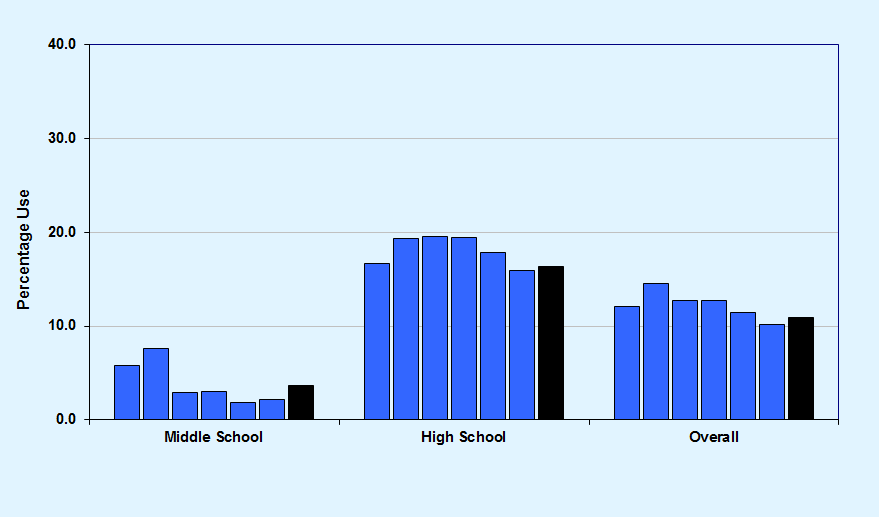 40.0
30.0
20.0
10.0
0.0
Percentage Use
Middle School
High School
Overall